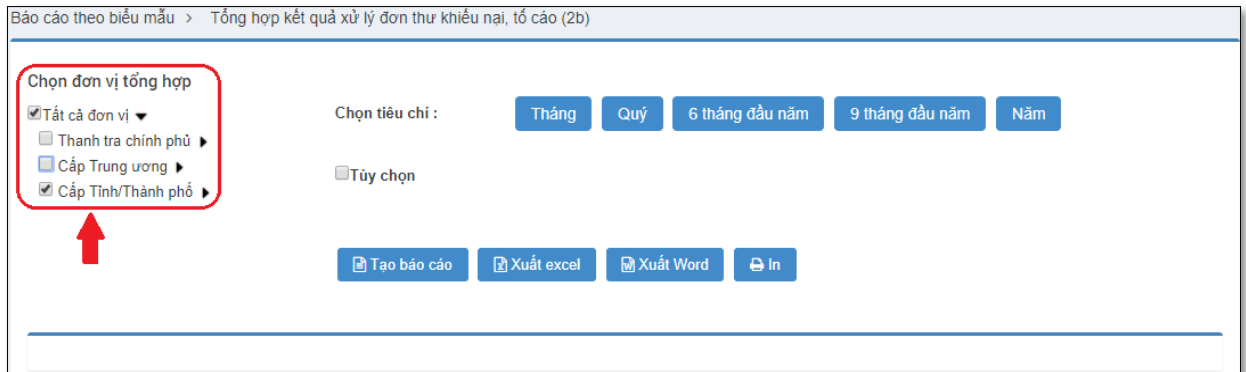 Báo cáo theo biểu mẫu > Tổng hợp kết quả xử lý đơn thư khiếu nại, tố cáo (2b)
Chọn đơn vị tổng hợp
Tất cả đơn vị
Thanh tra chính phủ
Cấp Trung ương
Cấp Tỉnh/Thành phố
Chọn tiêu chí : Tháng Quý 6 tháng đầu năm 9 tháng đầu năm Năm
Tùy chọn
Tạo báo cáo Xuất excel Xuất Word In